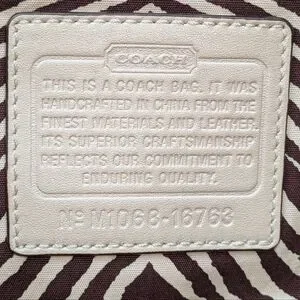 COACH
THIS IS A COACH BAG. IT WAS
HANDCRAFTED IN CHINA FROM THE
FINEST MATERIALS AND LEATHER.
ITS SUPERIOR CRAFTSMANSHIP
REFLECTS OUR COMMITMENT TO
ENDURING QUALITY.
Nº M1068-16763